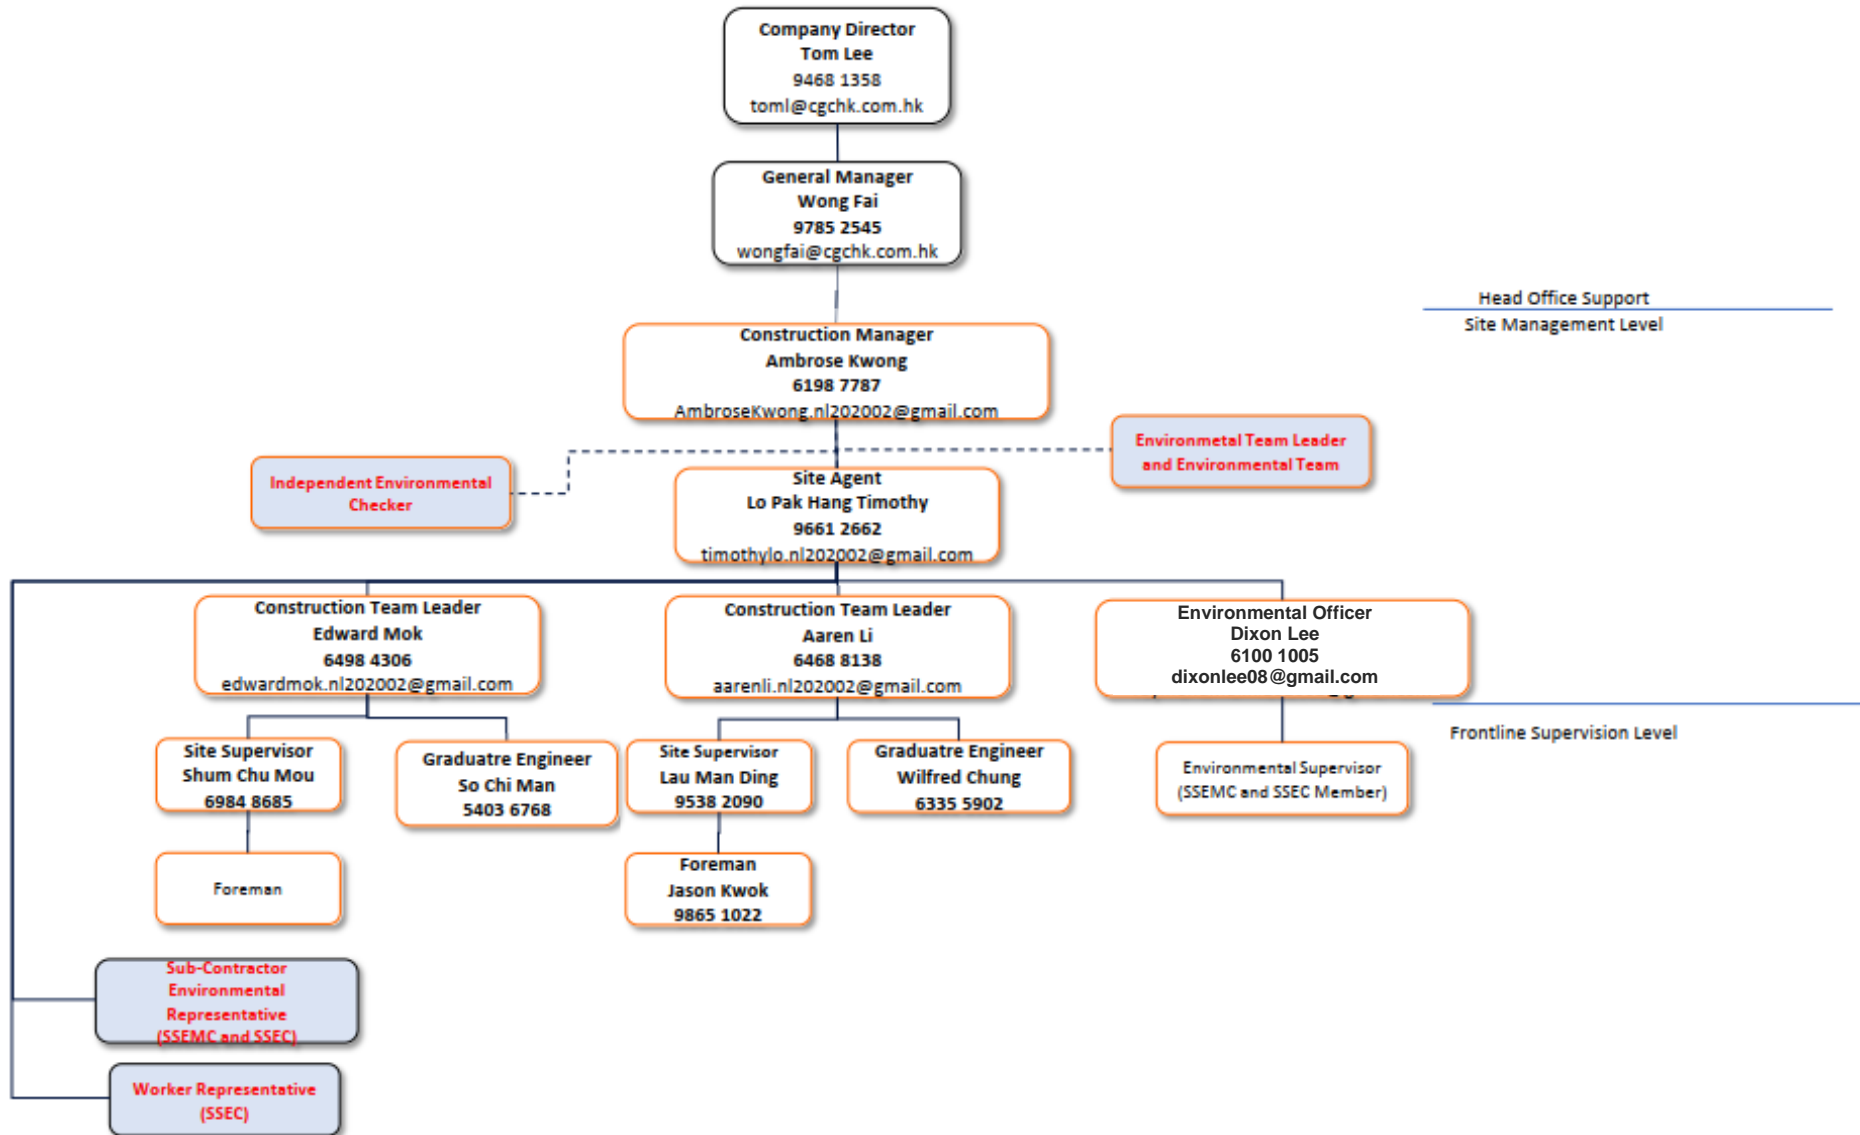 Company Director
Tom Lee
9468 1358
toml@cgchk.com.hk
General Manager
Wong Fai
9785 2545
wongfai@cgchk.com.hk
Head Office Support
Site Management Level
Construction Manager
Ambrose Kwong
6198 7787
AmbroseKwong.nl202002@gmail.com
Environmetal Team Leader
and Environmental Team
Independent Environmental
Checker
Site Agent
Lo Pak Hang Timothy
9661 2662
timothylo.nl202002@gmail.com
Construction Team Leader
Edward Mok
6498 4306
edwardmok.nl202002@gmail.com
Construction Team Leader
Aaren Li
6468 8138
aarenli.nl202002@gmail.com
Environmental Officer
Dixon Lee
6100 1005
dixonlee08@gmail.com
Frontline Supervision Level
Site Supervisor
Shum Chu Mou
6984 8685
Graduatre Engineer
So Chi Man
5403 6768
Site Supervisor
Lau Man Ding
9538 2090
Graduatre Engineer
Wilfred Chung
6335 5902
Environmental Supervisor
(SSEMC and SSEC Member)
Foreman
Foreman
Jason Kwok
9865 1022
Sub-Contractor
Environmental
Representative
(SSEMC and SSEC)
Worker Representative
(SSEC)